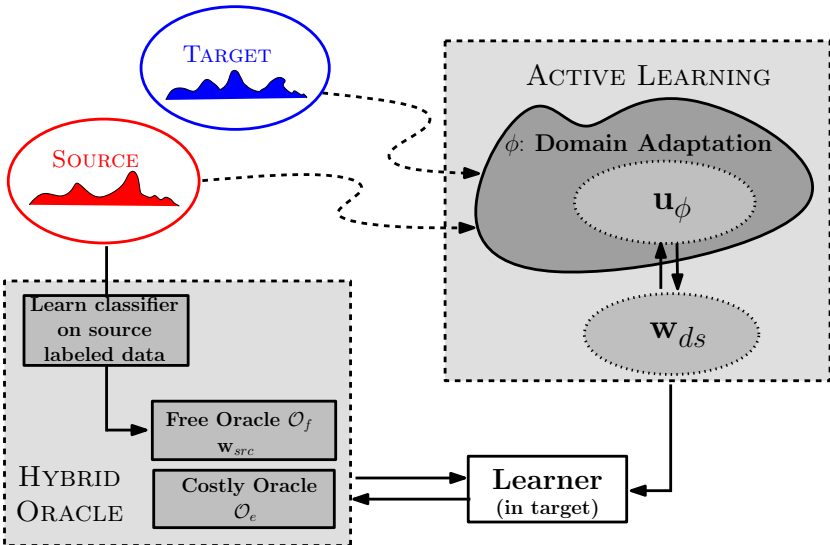 TARGET
SOURCE
ACTIVE LEARNING
ϕ: Domain Adaptation
u_ϕ
w_ds
Learn classifier
on source
labeled data
Free Oracle 𝒪_f
w_src
Costly Oracle
𝒪_e
HYBRID
ORACLE
Learner
(in target)